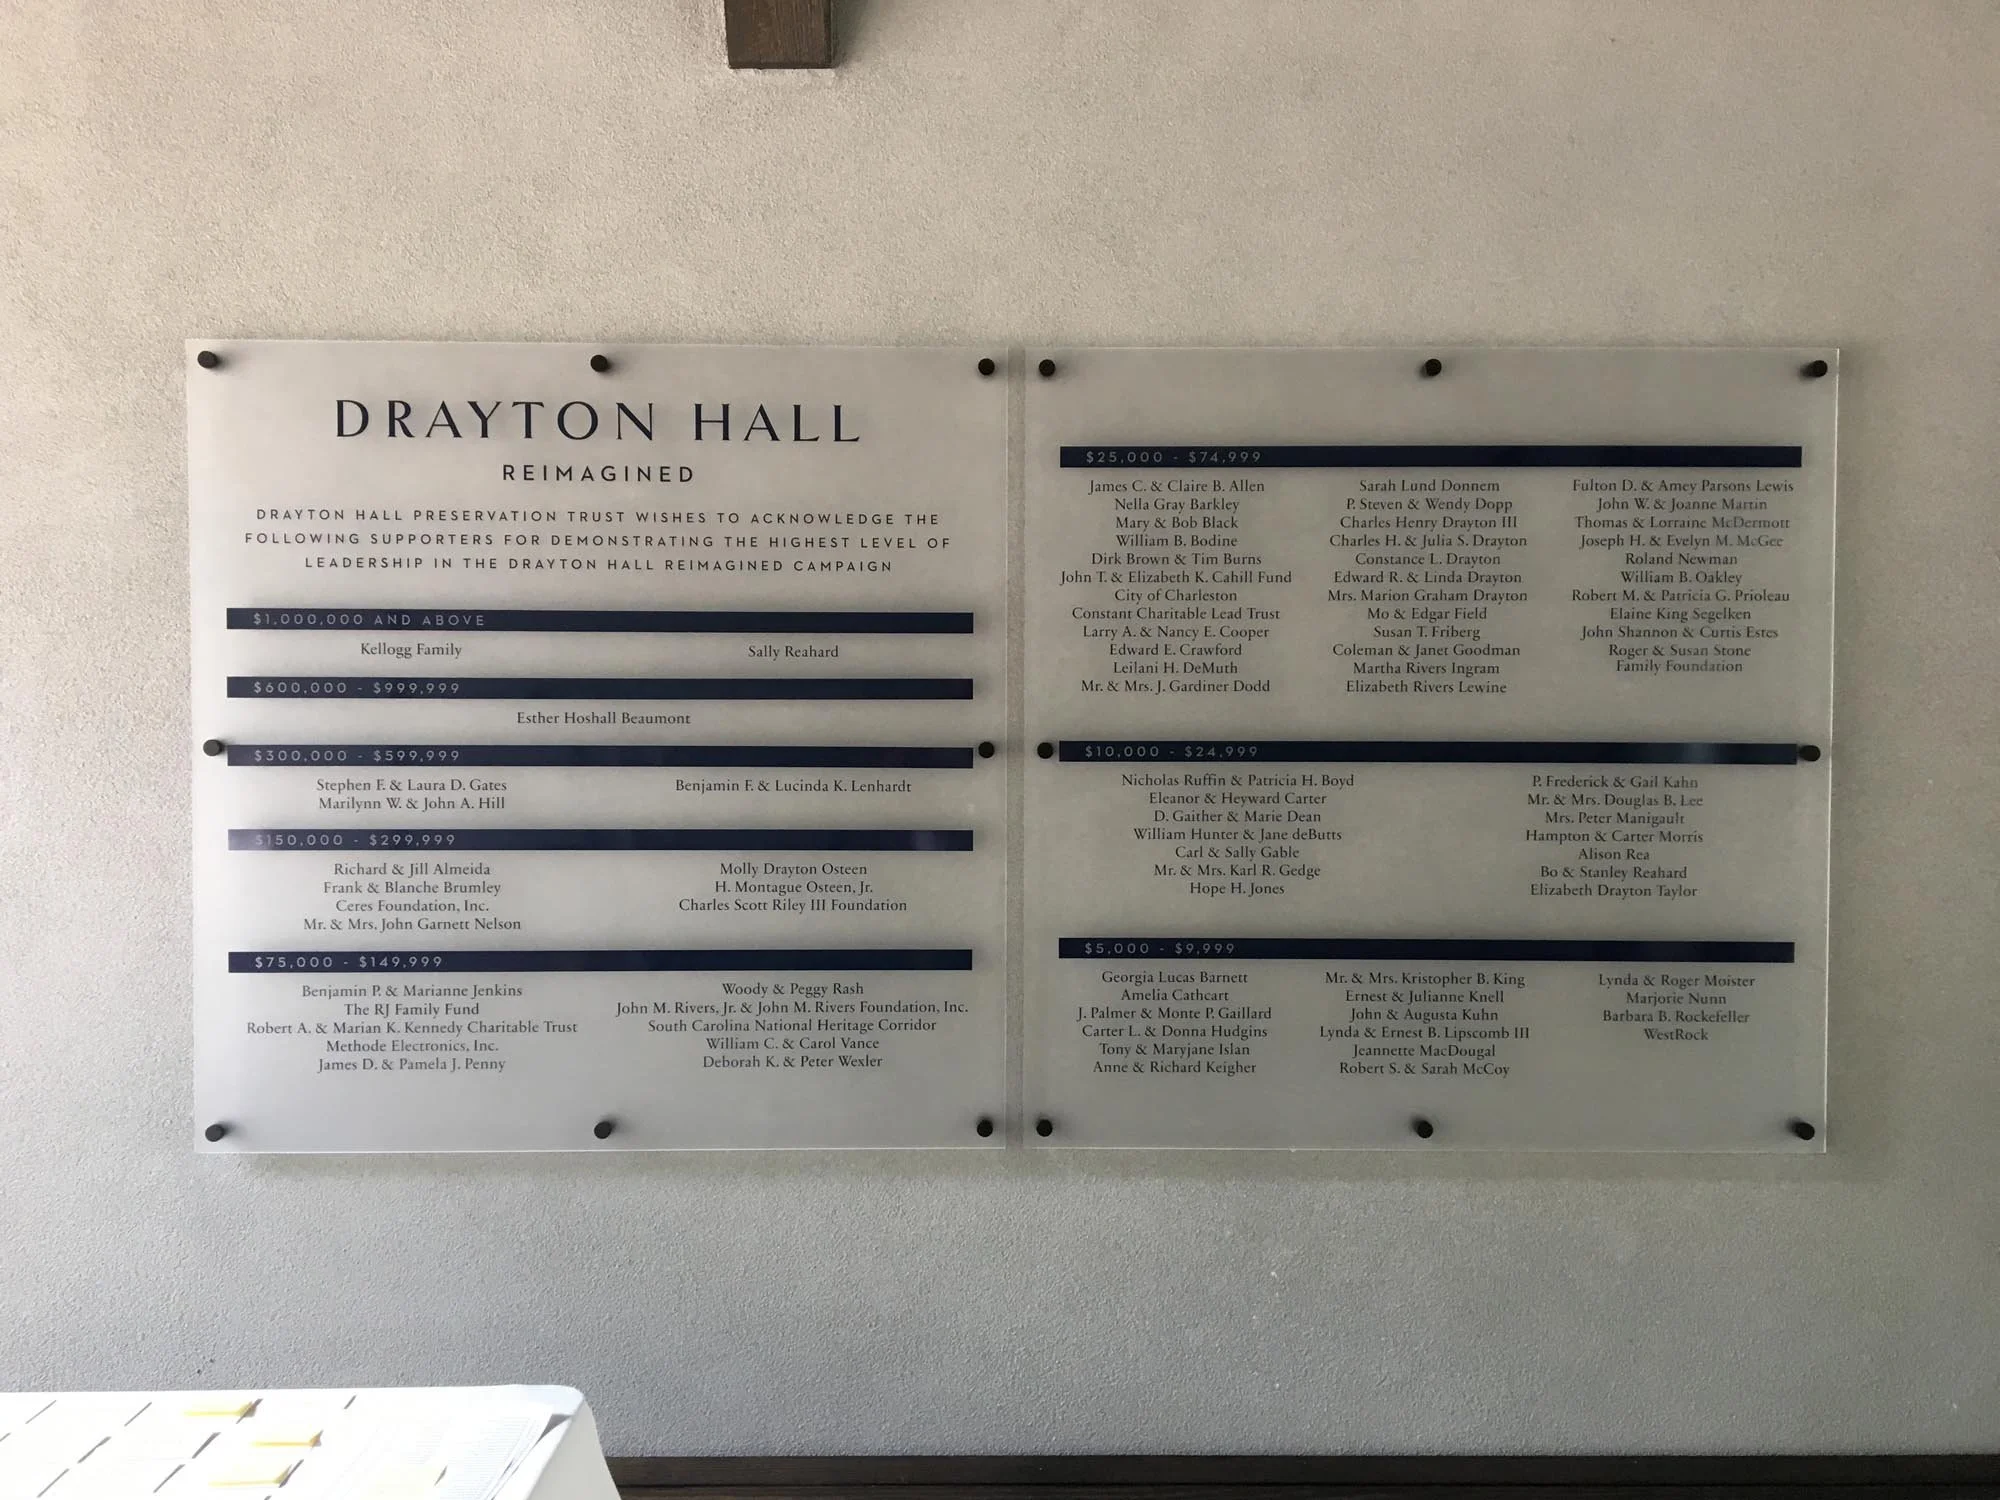 DRAYTON HALL
REIMAGINED
DRAYTON HALL PRESERVATION TRUST WISHES TO ACKNOWLEDGE THE
FOLLOWING SUPPORTERS FOR DEMONSTRATING THE HIGHEST LEVEL OF
LEADERSHIP IN THE DRAYTON HALL REIMAGINED CAMPAIGN
$1,000,000 AND ABOVE
Kellogg Family
Sally Reahard
$600,000 - $999,999
Esther Hoshall Beaumont
$300,000 - $599,999
Stephen F. & Laura D. Gates
Marilynn W. & John A. Hill
Benjamin F. & Lucinda K. Lenhardt
$150,000 - $299,999
Richard & Jill Almeida
Frank & Blanche Brumley
Ceres Foundation, Inc.
Mr. & Mrs. John Garnett Nelson
Molly Drayton Osteen
H. Montague Osteen, Jr.
Charles Scott Riley III Foundation
$75,000 - $149,999
Benjamin P. & Marianne Jenkins
The RJ Family Fund
Robert A. & Marian K. Kennedy Charitable Trust
Methode Electronics, Inc.
James D. & Pamela J. Penny
Woody & Peggy Rash
John M. Rivers, Jr. & John M. Rivers Foundation, Inc.
South Carolina National Heritage Corridor
William C. & Carol Vance
Deborah K. & Peter Wexler
$25,000 - $74,999
James C. & Claire B. Allen
Nella Gray Barkley
Mary & Bob Black
William B. Bodine
Dirk Brown & Tim Burns
John T. & Elizabeth K. Cahill Fund
City of Charleston
Constant Charitable Lead Trust
Larry A. & Nancy E. Cooper
Edward E. Crawford
Leilani H. DeMuth
Mr. & Mrs. J. Gardiner Dodd
Sarah Lund Donnem
P. Steven & Wendy Dopp
Charles Henry Drayton III
Charles H. & Julia S. Drayton
Constance L. Drayton
Edward R. & Linda Drayton
Mrs. Marion Graham Drayton
Mo & Edgar Field
Susan T. Friberg
Coleman & Janet Goodman
Martha Rivers Ingram
Elizabeth Rivers Lewine
Fulton D. & Amey Parsons Lewis
John W. & Joanne Martin
Thomas & Lorraine McDermott
Joseph H. & Evelyn M. McGee
Roland Newman
William B. Oakley
Robert M. & Patricia G. Prioleau
Elaine King Segelken
John Shannon & Curtis Estes
Roger & Susan Stone
Family Foundation
$10,000 - $24,999
Nicholas Ruffin & Patricia H. Boyd
Eleanor & Heyward Carter
D. Gaither & Marie Dean
William Hunter & Jane deButts
Carl & Sally Gable
Mr. & Mrs. Karl R. Gedge
Hope H. Jones
P. Frederick & Gail Kahn
Mr. & Mrs. Douglas B. Lee
Mrs. Peter Manigault
Hampton & Carter Morris
Alison Rea
Bo & Stanley Reahard
Elizabeth Drayton Taylor
$5,000 - $9,999
Georgia Lucas Barnett
Amelia Cathcart
J. Palmer & Monte P. Gaillard
Carter L. & Donna Hudgins
Tony & Maryjane Islan
Anne & Richard Keigher
Mr. & Mrs. Kristopher B. King
Ernest & Julianne Knell
John & Augusta Kuhn
Lynda & Ernest B. Lipscomb III
Jeannette MacDougal
Robert S. & Sarah McCoy
Lynda & Roger Moister
Marjorie Nunn
Barbara B. Rockefeller
WestRock